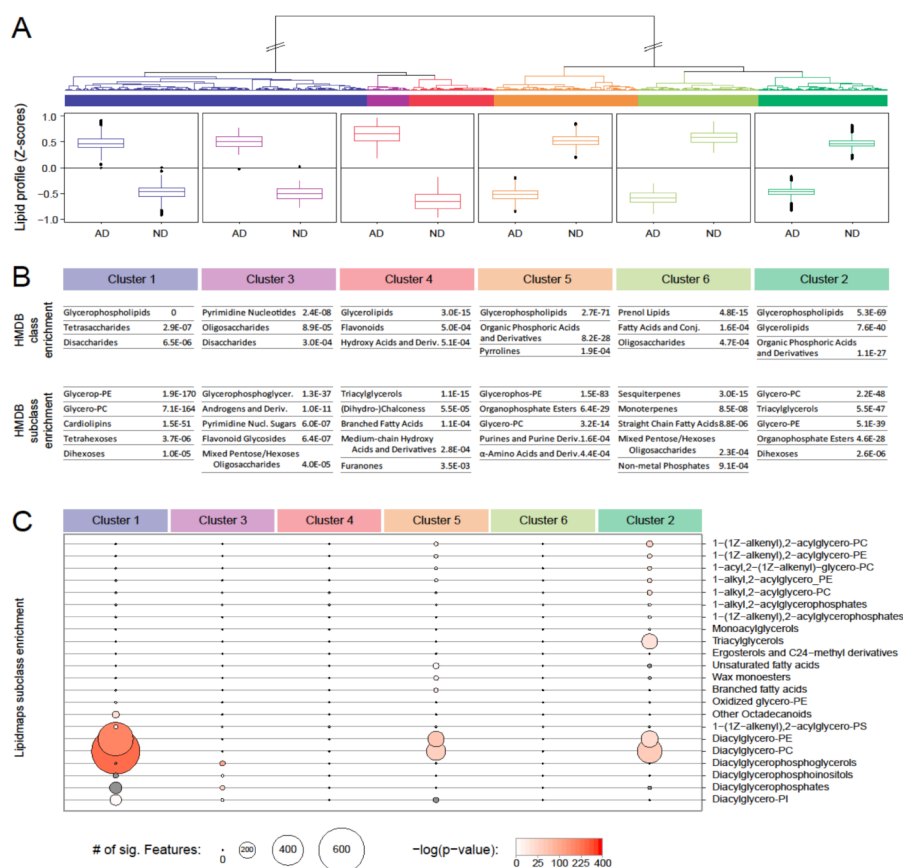 A
Lipid profile (Z-scores)
1.0
0.5
0.0
−0.5
−1.0
AD ND AD ND AD ND AD ND AD ND AD ND
B
Cluster 1 Cluster 3 Cluster 4 Cluster 5 Cluster 6 Cluster 2
HMDB class enrichment
Glycerophospholipids 0
Tetrasaccharides 2.9E-07
Disaccharides 6.5E-06
Pyrimidine Nucleotides 2.4E-08
Oligosaccharides 8.9E-05
Disaccharides 3.0E-04
Glycerolipids 3.0E-15
Flavonoids 5.0E-04
Hydroxy Acids and Deriv. 5.1E-04
Glycerophospholipids 2.7E-71
Organic Phosphoric Acids
and Derivatives 8.2E-28
Pyrrolines 1.9E-04
Prenol Lipids 4.8E-15
Fatty Acids and Conj. 1.6E-04
Oligosaccharides 4.7E-04
Glycerophospholipids 5.3E-69
Glycerolipids 7.6E-40
Organic Phosphoric Acids
and Derivatives 1.1E-27
HMDB subclass enrichment
Glycerop-PE 1.9E-170
Glycero-PC 7.1E-164
Cardiolipins 1.5E-51
Tetrahexoses 3.7E-06
Dihexoses 1.0E-05
Glycerophosphoglycer. 1.3E-37
Androgens and Deriv. 1.0E-11
Pyrimidine Nucl. Sugars 6.0E-07
Flavonoid Glycosides 6.4E-07
Mixed Pentose/Hexoses
Oligosaccharides 4.0E-05
Triacylglycerols 1.1E-15
(Dihydro-)Chalconess 5.5E-05
Branched Fatty Acids 1.1E-04
Medium-chain Hydroxy
Acids and Derivatives 2.8E-04
Furanones 3.5E-03
Glycerophos-PE 1.5E-83
Organophosphate Esters 6.4E-29
Glycero-PC 3.2E-14
Purines and Purine Deriv. 1.6E-04
α-Amino Acids and Deriv. 4.4E-04
Sesquiterpenes 3.0E-15
Monoterpenes 8.5E-08
Straight Chain Fatty Acids 8.8E-06
Mixed Pentose/Hexoses
Oligosaccharides 2.3E-04
Non-metal Phosphates 9.1E-04
Glycero-PC 2.2E-48
Triacylglycerols 5.5E-47
Glycero-PE 5.1E-39
Organophosphate Esters 4.6E-28
Dihexoses 2.6E-06
C
Cluster 1 Cluster 3 Cluster 4 Cluster 5 Cluster 6 Cluster 2
Lipidmaps subclass enrichment
1−(1Z−alkenyl),2−acylglycero−PC
1−(1Z−alkenyl),2−acylglycero−PE
1−acyl,2−(1Z−alkenyl)−glycero−PC
1−alkyl,2−acylglycero_PE
1−alkyl,2−acylglycero−PC
1−alkyl,2−acylglycerophosphates
1−(1Z−alkenyl),2−acylglycerophosphates
Monoacylglycerols
Triacylglycerols
Ergosterols and C24−methyl derivatives
Unsaturated fatty acids
Wax monoesters
Branched fatty acids
Oxidized glycero−PE
Other Octadecanoids
1−(1Z−alkenyl),2−acylglycero−PS
Diacylglycero−PE
Diacylglycero−PC
Diacylglycerophosphoglycerols
Diacylglycerophosphoinositols
Diacylglycerophosphates
Diacylglycero−PI
# of sig. Features: 0 200 400 600
−log(p−value): 0 25 100 225 400